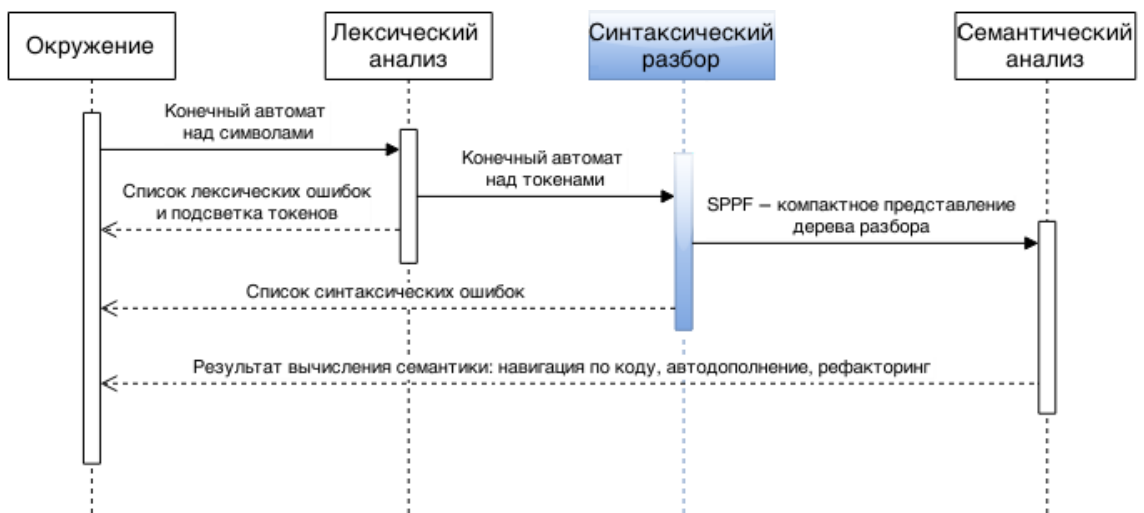 Окружение
Лексический
анализ
Синтаксический
разбор
Семантический
анализ
Конечный автомат
над символами
Конечный автомат
над токенами
Список лексических ошибок
и подсветка токенов
SPPF – компактное представление
дерева разбора
Список синтаксических ошибок
Результат вычисления семантики: навигация по коду, автодополнение, рефакторинг